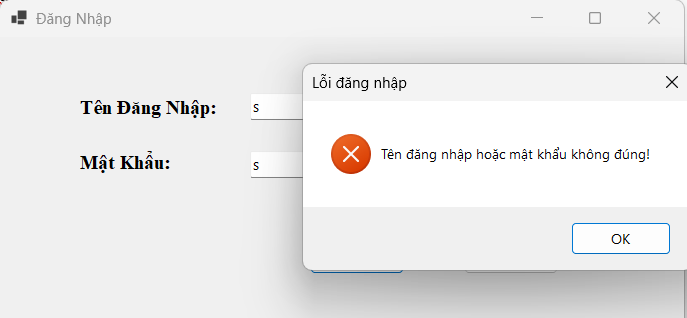 Đăng Nhập
Lỗi đăng nhập
Tên Đăng Nhập: s
Tên đăng nhập hoặc mật khẩu không đúng!
Mật Khẩu: s
OK